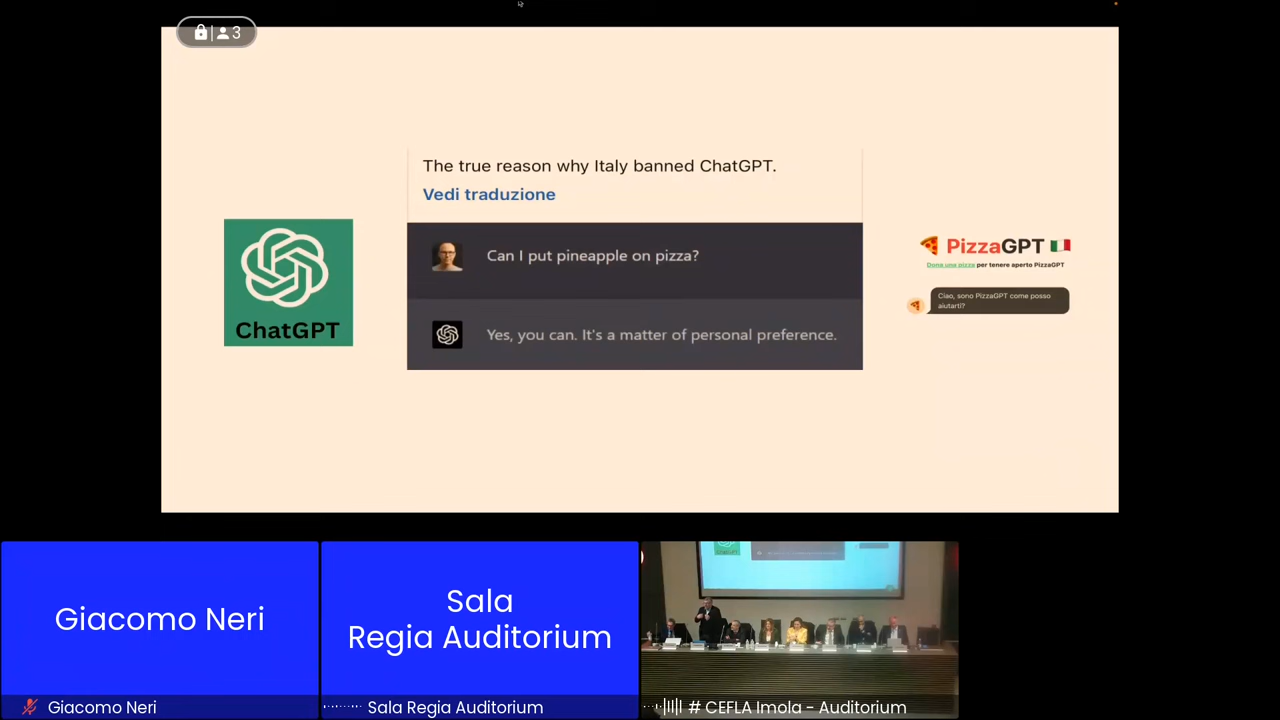 3
The true reason why Italy banned ChatGPT.
Vedi traduzione
Can I put pineapple on pizza?
Yes, you can. It's a matter of personal preference.
ChatGPT
PizzaGPT
Dona una pizza per tenere aperto PizzaGPT
Ciao, sono PizzaGPT come posso
aiutarti?
Giacomo Neri
Sala
Regia Auditorium
Giacomo Neri
Sala Regia Auditorium
# CEFLA Imola - Auditorium